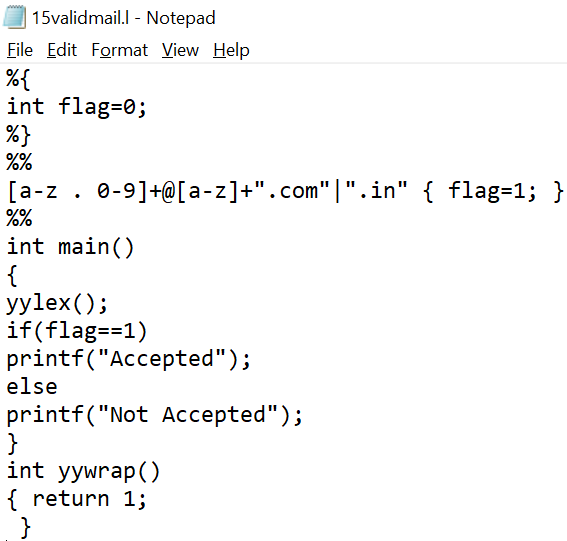 15validmail.l - Notepad
File Edit Format View Help
%{
int flag=0;
%}
%%
[a-z . 0-9]+@[a-z]+".com"|".in" { flag=1; }
%%
int main()
{
yylex();
if(flag==1)
printf("Accepted");
else
printf("Not Accepted");
}
int yywrap()
{ return 1;
 }